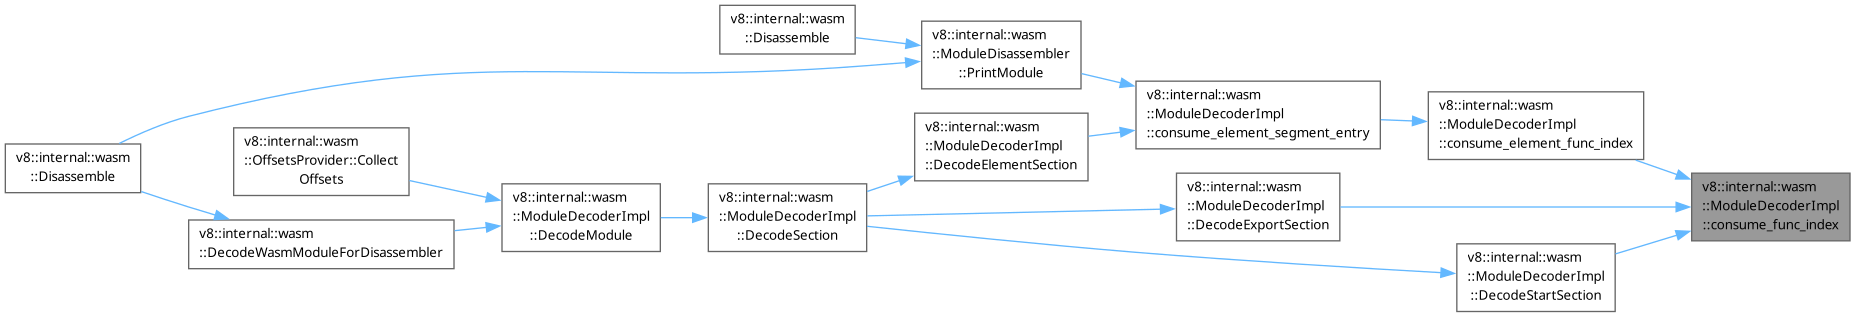 v8::internal::wasm
::Disassemble
v8::internal::wasm
::ModuleDisassembler
::PrintModule
v8::internal::wasm
::ModuleDecoderImpl
::consume_element_segment_entry
v8::internal::wasm
::ModuleDecoderImpl
::consume_element_func_index
v8::internal::wasm
::ModuleDecoderImpl
::DecodeElementSection
v8::internal::wasm
::OffsetsProvider::Collect
Offsets
v8::internal::wasm
::Disassemble
v8::internal::wasm
::ModuleDecoderImpl
::consume_func_index
v8::internal::wasm
::ModuleDecoderImpl
::DecodeExportSection
v8::internal::wasm
::ModuleDecoderImpl
::DecodeModule
v8::internal::wasm
::ModuleDecoderImpl
::DecodeSection
v8::internal::wasm
::DecodeWasmModuleForDisassembler
v8::internal::wasm
::ModuleDecoderImpl
::DecodeStartSection